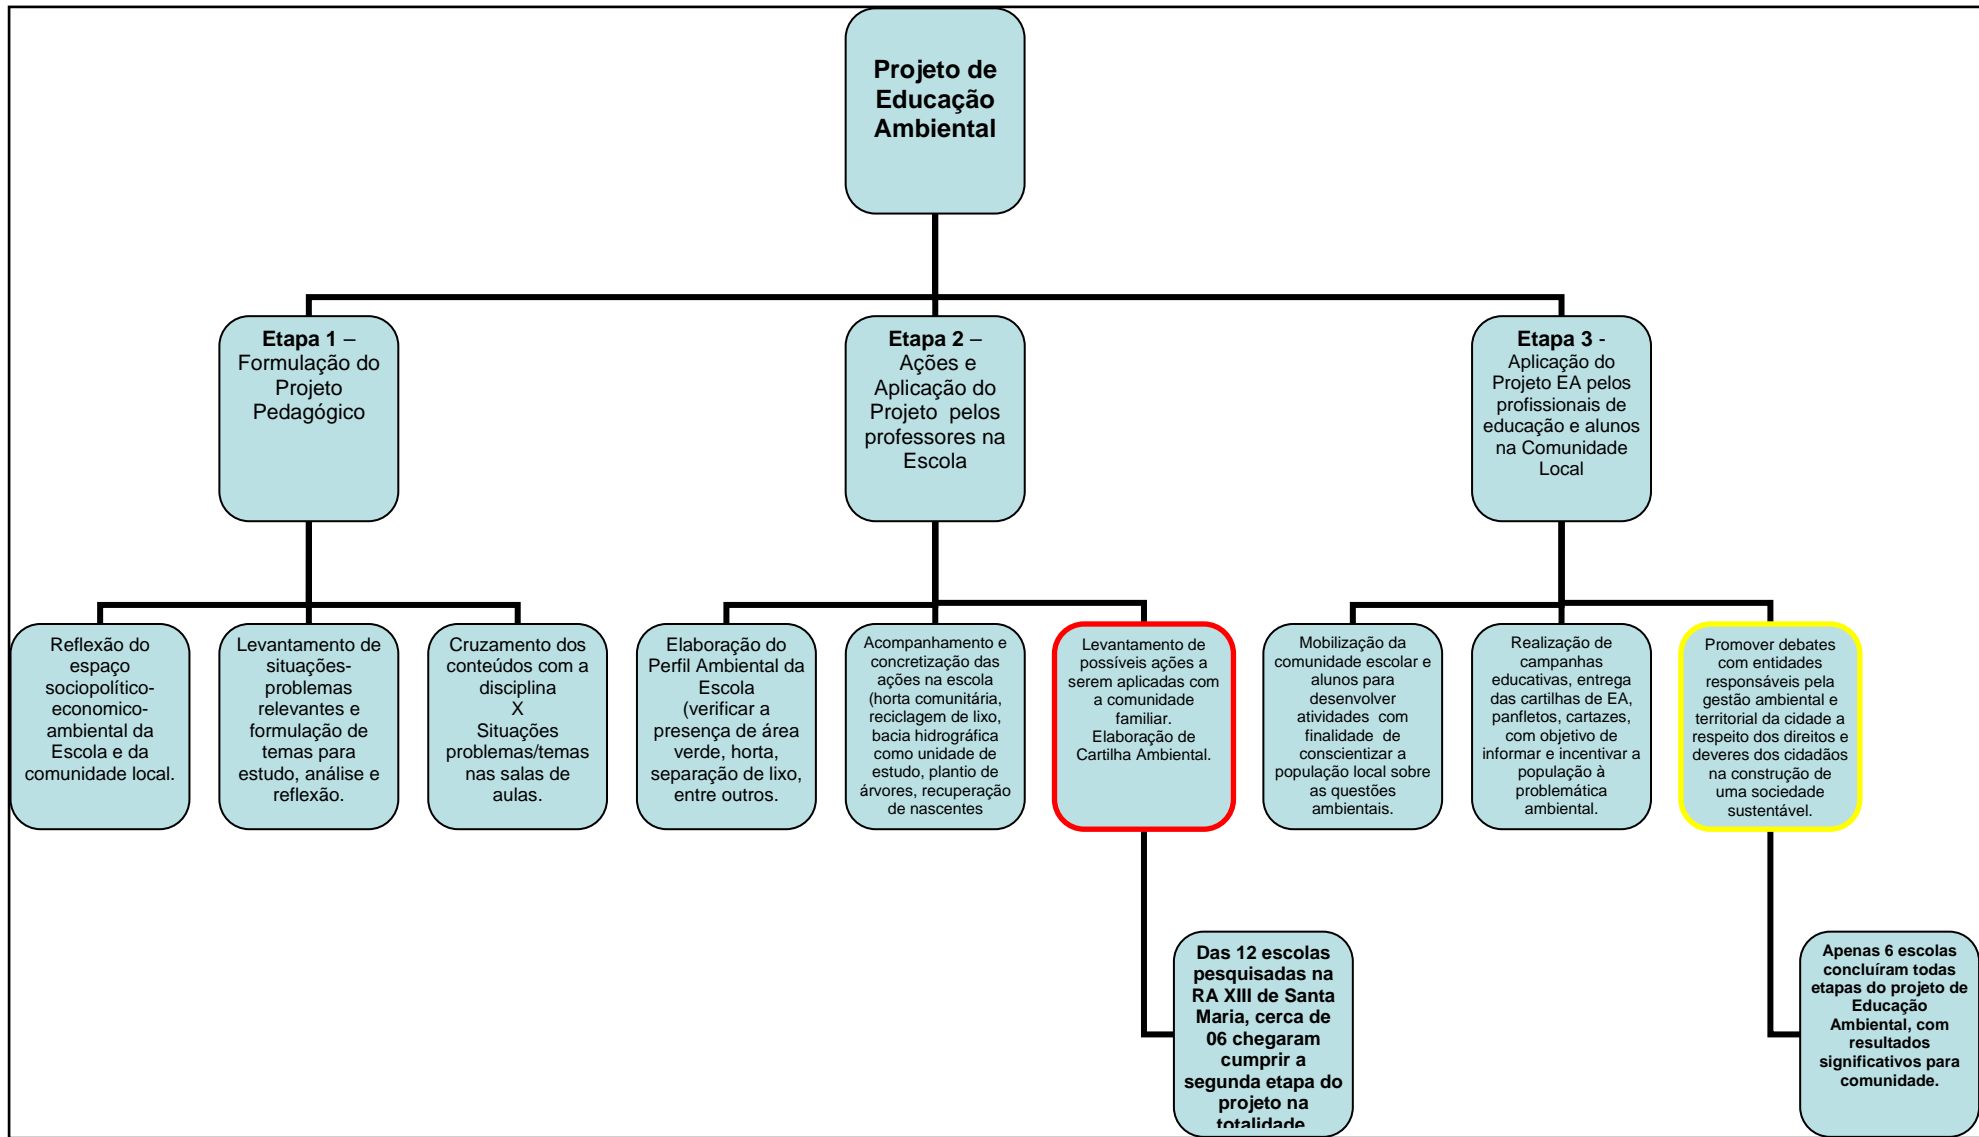 Projeto de
Educação
Ambiental
Etapa 1 –
Formulação do
Projeto
Pedagógico
Etapa 2 –
Ações e
Aplicação do
Projeto pelos
professores na
Escola
Etapa 3 -
Aplicação do
Projeto EA pelos
profissionais de
educação e alunos
na Comunidade
Local
Reflexão do
espaço
sociopolítico-
economico-
ambiental da
Escola e da
comunidade local.
Levantamento de
situações-
problemas
relevantes e
formulação de
temas para
estudo, análise e
reflexão.
Cruzamento dos
conteúdos com a
disciplina
X
Situações
problemas/temas
nas salas de
aulas.
Elaboração do
Perfil Ambiental da
Escola
(verificar a
presença de área
verde, horta,
separação de lixo,
entre outros.
Acompanhamento e
concretização das
ações na escola
(horta comunitária,
reciclagem de lixo,
bacia hidrográfica
como unidade de
estudo, plantio de
árvores, recuperação
de nascentes
Levantamento de
possíveis ações a
serem aplicadas com
a comunidade
familiar.
Elaboração de
Cartilha Ambiental.
Mobilização da
comunidade escolar e
alunos para
desenvolver
atividades com
finalidade de
conscientizar a
população local sobre
as questões
ambientais.
Realização de
campanhas
educativas, entrega
das cartilhas de EA,
panfletos, cartazes,
com objetivo de
informar e incentivar a
população à
problemática
ambiental.
Promover debates
com entidades
responsáveis pela
gestão ambiental e
territorial da cidade a
respeito dos direitos e
deveres dos cidadãos
na construção de
uma sociedade
sustentável.
Das 12 escolas
pesquisadas na
RA XIII de Santa
Maria, cerca de
06 chegaram
cumprir a
segunda etapa do
projeto na
totalidade
Apenas 6 escolas
concluíram todas
etapas do projeto de
Educação
Ambiental, com
resultados
significativos para
comunidade.